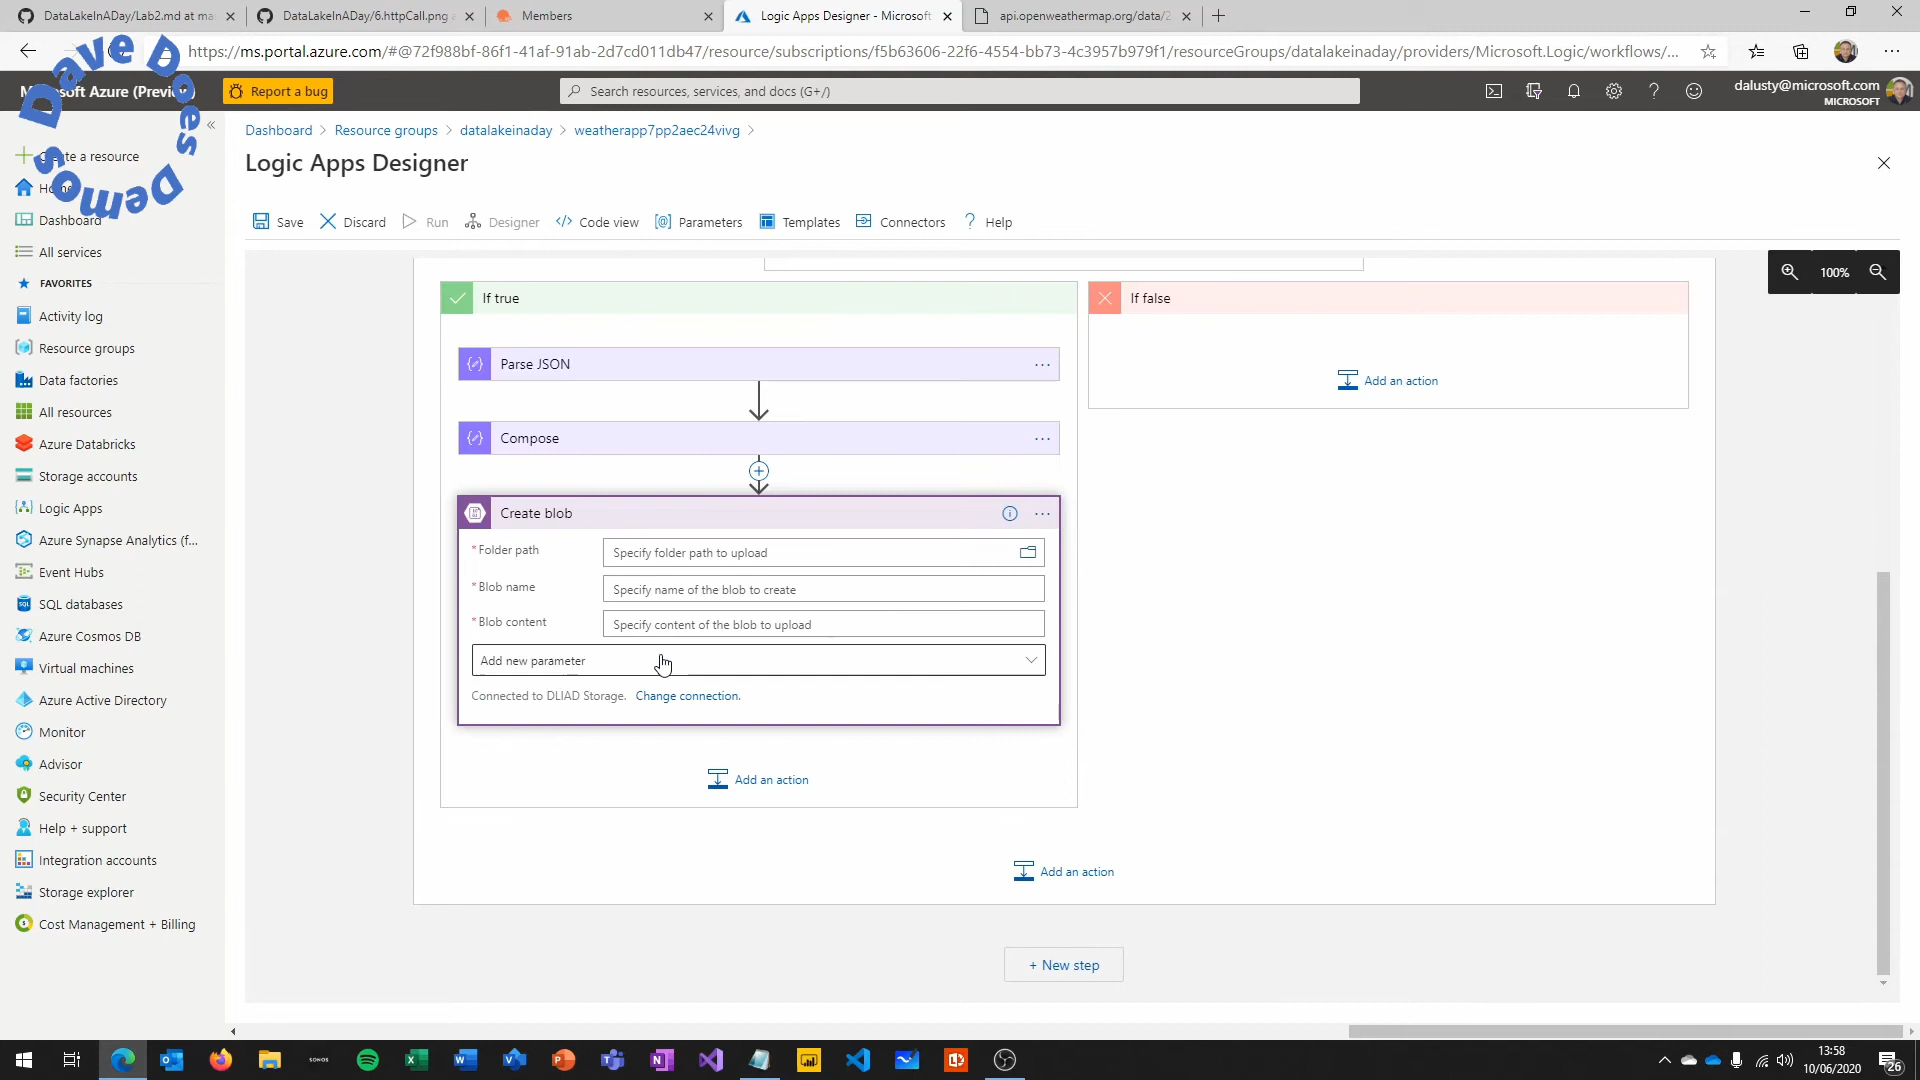 DataLakeInADay/Lab2.md at ma
DataLakeInADay/6.httpCall.png a
Members
Logic Apps Designer - Microsoft
api.openweathermap.org/data/2
https://ms.portal.azure.com/#@72f988bf-86f1-41af-91ab-2d7cd011db47/resource/subscriptions/f5b63606-22f6-4554-bb73-4c3957b979f1/resourceGroups/datalakeinaday/providers/Microsoft.Logic/workflows/...
Dave Does Demos
Report a bug
Search resources, services, and docs (G+/)
dalusty@microsoft.com
MICROSOFT
Dashboard > Resource groups > datalakeinaday > weatherapp7pp2aec24vivg >
Logic Apps Designer
Save
Discard
Run
Designer
Code view
Parameters
Templates
Connectors
Help
Dashboard
All services
FAVORITES
Activity log
Resource groups
Data factories
All resources
Azure Databricks
Storage accounts
Logic Apps
Azure Synapse Analytics (f...
Event Hubs
SQL databases
Azure Cosmos DB
Virtual machines
Azure Active Directory
Monitor
Advisor
Security Center
Help + support
Integration accounts
Storage explorer
Cost Management + Billing
100%
If true
If false
Parse JSON
Add an action
Compose
Create blob
* Folder path
Specify folder path to upload
* Blob name
Specify name of the blob to create
* Blob content
Specify content of the blob to upload
Add new parameter
Connected to DLIAD Storage. Change connection.
Add an action
Add an action
+ New step
SONOS
13:58
10/06/2020
26